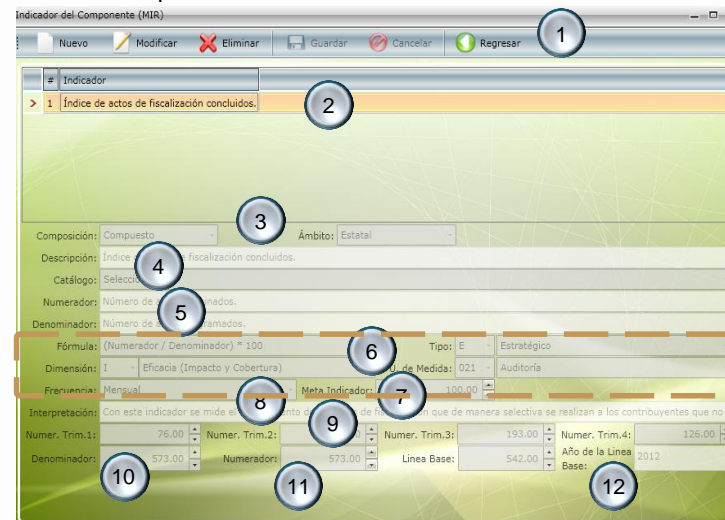 Indicador del Componente (MIR)
Nuevo Modificar Eliminar Guardar Cancelar Regresar 1
# Indicador
> 1 Índice de actos de fiscalización concluidos. 2
3
Composición: Compuesto Ámbito: Estatal
Descripción: Índice fiscalización concluidos.
4
Catálogo:
Numerador: Número de
5
Denominador: Número de
Fórmula: (Numerador / Denominador) * 100 6 Tipo: E Estratégico
Dimensión: I Eficacia (Impacto y Cobertura) U. de Medida: 021 Auditoría
Frecuencia: Mensual Meta Indicador: 100.00
8 7
Interpretación: Con este indicador se mide el de que de manera selectiva se realizan a los contribuyentes que no
9
Numer. Trim.1: 76.00 Numer. Trim.2: Numer. Trim.3: 193.00 Numer. Trim.4: 126.00
Denominador: 573.00 Numerador: 573.00 Linea Base: 542.00 Año de la Linea Base: 2012
10 11 12